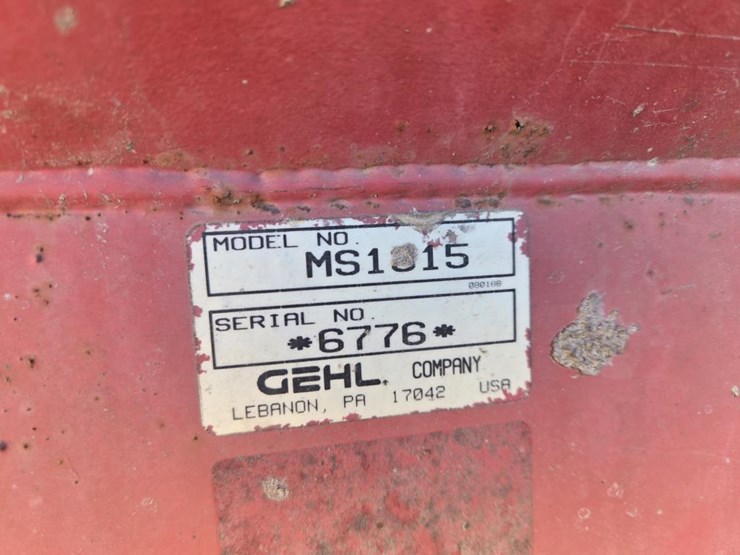 MODEL NO.
SERIAL NO.
*6776*
GEHL. COMPANY
LEBANON, PA 17042 USA